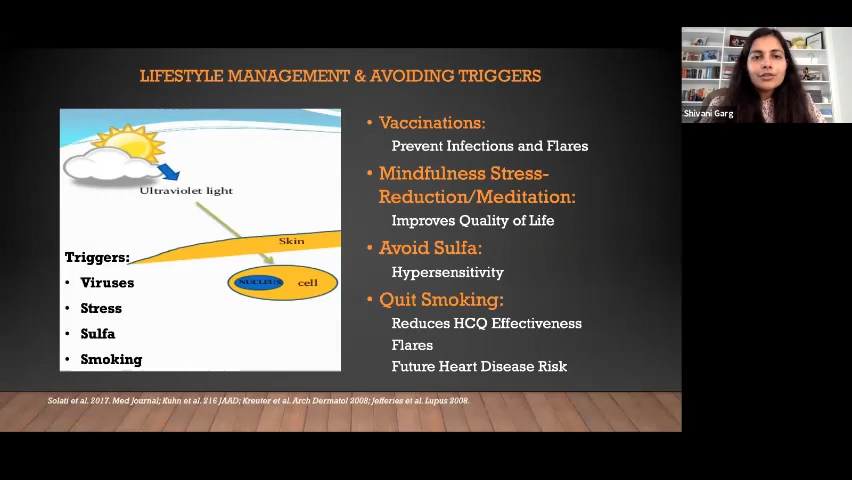 LIFESTYLE MANAGEMENT & AVOIDING TRIGGERS
Ultraviolet light
Skin
NUCLEUS
cell
Triggers:
• Viruses
• Stress
• Sulfa
• Smoking
• Vaccinations:
Prevent Infections and Flares
• Mindfulness Stress-
Reduction/Meditation:
Improves Quality of Life
• Avoid Sulfa:
Hypersensitivity
• Quit Smoking:
Reduces HCQ Effectiveness
Flares
Future Heart Disease Risk
Solati et al. 2017. Med Journal; Kuhn et al. 216 JAAD; Kreuter et al. Arch Dermatol 2008; Jefferies et al. Lupus 2008.
Shivani Garg